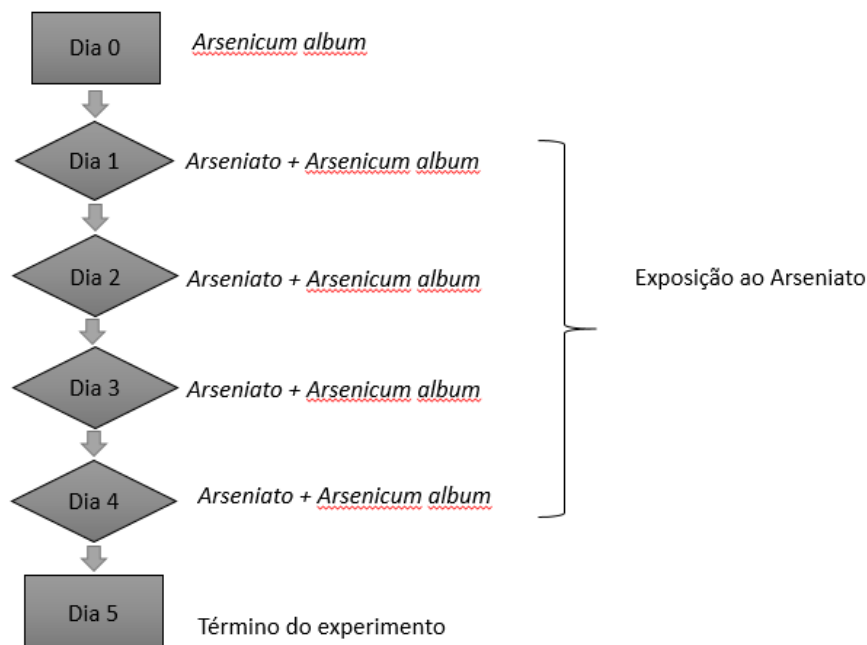 Dia 0 Arsenicum album
Dia 1 Arseniato + Arsenicum album
Dia 2 Arseniato + Arsenicum album
Exposição ao Arseniato
Dia 3 Arseniato + Arsenicum album
Dia 4 Arseniato + Arsenicum album
Dia 5 Término do experimento